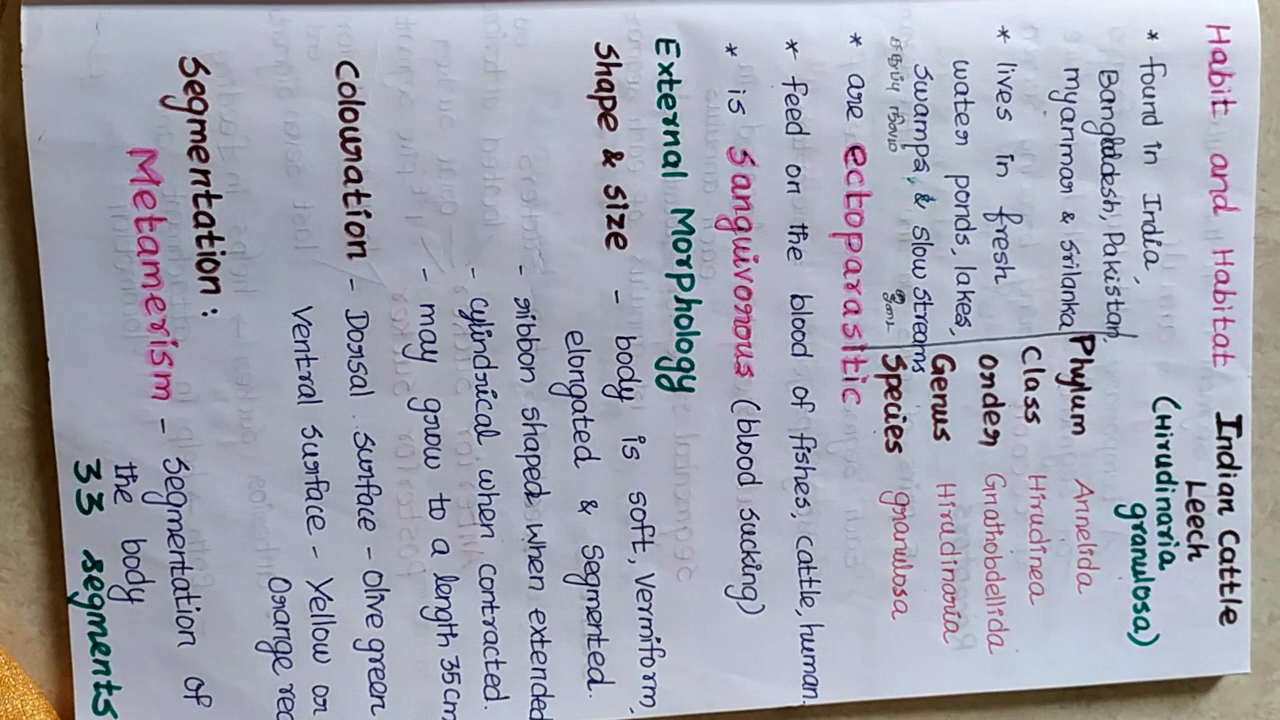 Indian Cattle
Leech
(Hirudinaria
granulosa)
Phylum Annelida
Class Hirudinea
Order Gnathobdellida
Genus Hirudinaria
Species granulosa
Habit and Habitat
* found in India,
Bangladesh, Pakistan,
myanmar & srilanka
* lives in fresh
water ponds, lakes,
swamps, & slow streams
சதுப்பு நிலம் ஓடை
* are ectoparasitic
* feed on the blood of fishes, cattle, human.
* is Sanguivorous (blood sucking)
External Morphology
Shape & size - body is soft, vermiform,
elongated & segmented.
- ribbon shaped when extended
- cylindrical when contracted.
- may grow to a length 35cm
Colouration - Dorsal surface - olive green
Ventral surface - Yellow or
Orange red
Segmentation:
Metamerism - segmentation of
the body
33 segments